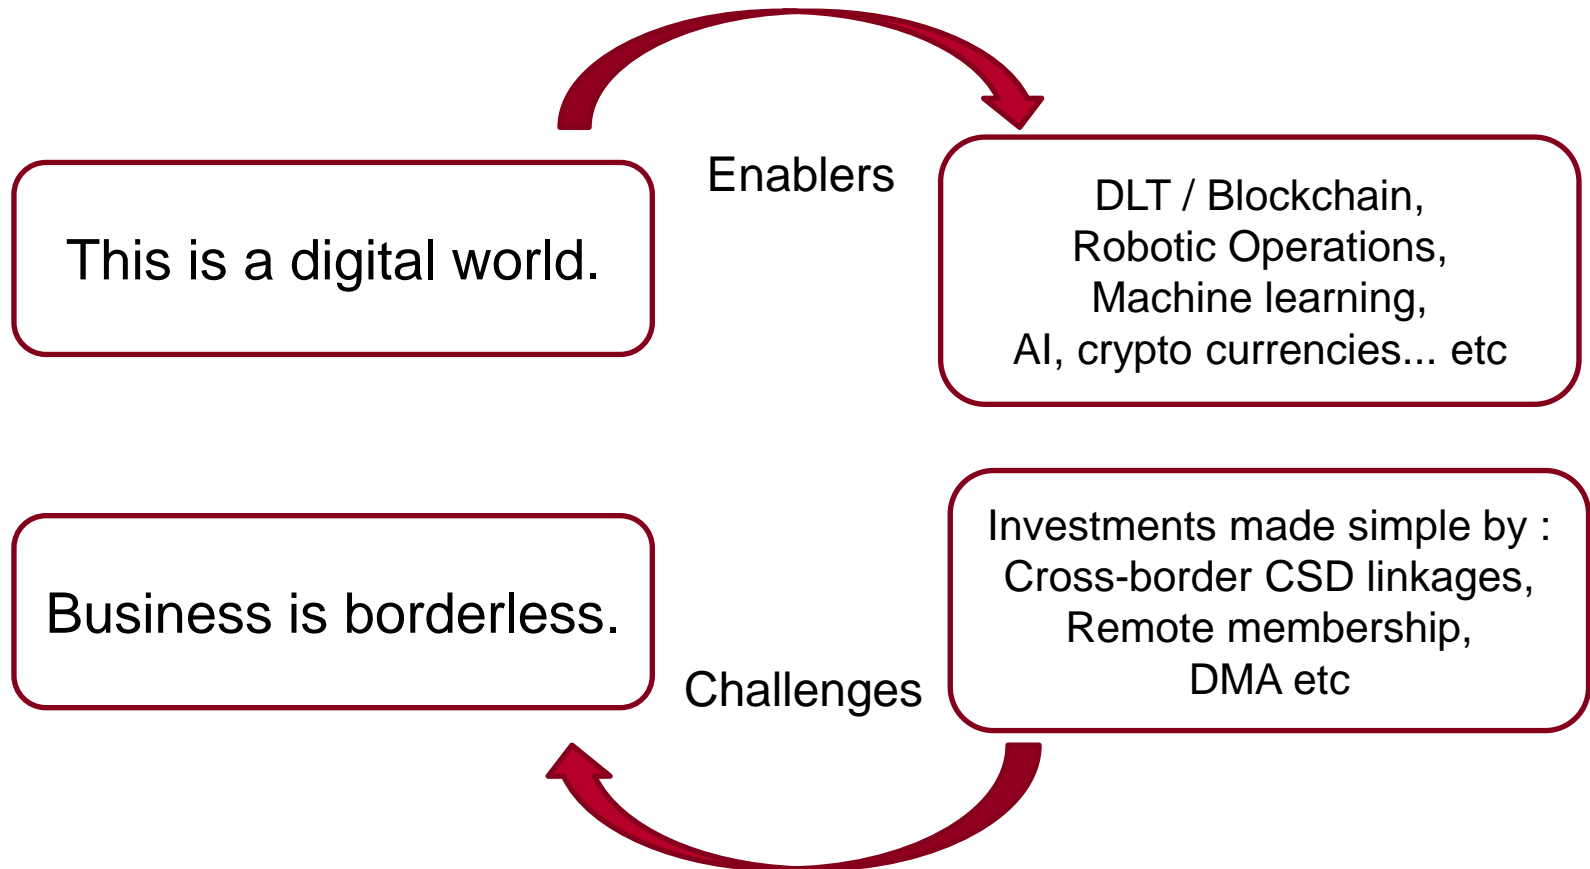 This is a digital world.
Enablers
DLT / Blockchain,
Robotic Operations,
Machine learning,
AI, crypto currencies... etc
Business is borderless.
Challenges
Investments made simple by :
Cross-border CSD linkages,
Remote membership,
DMA etc